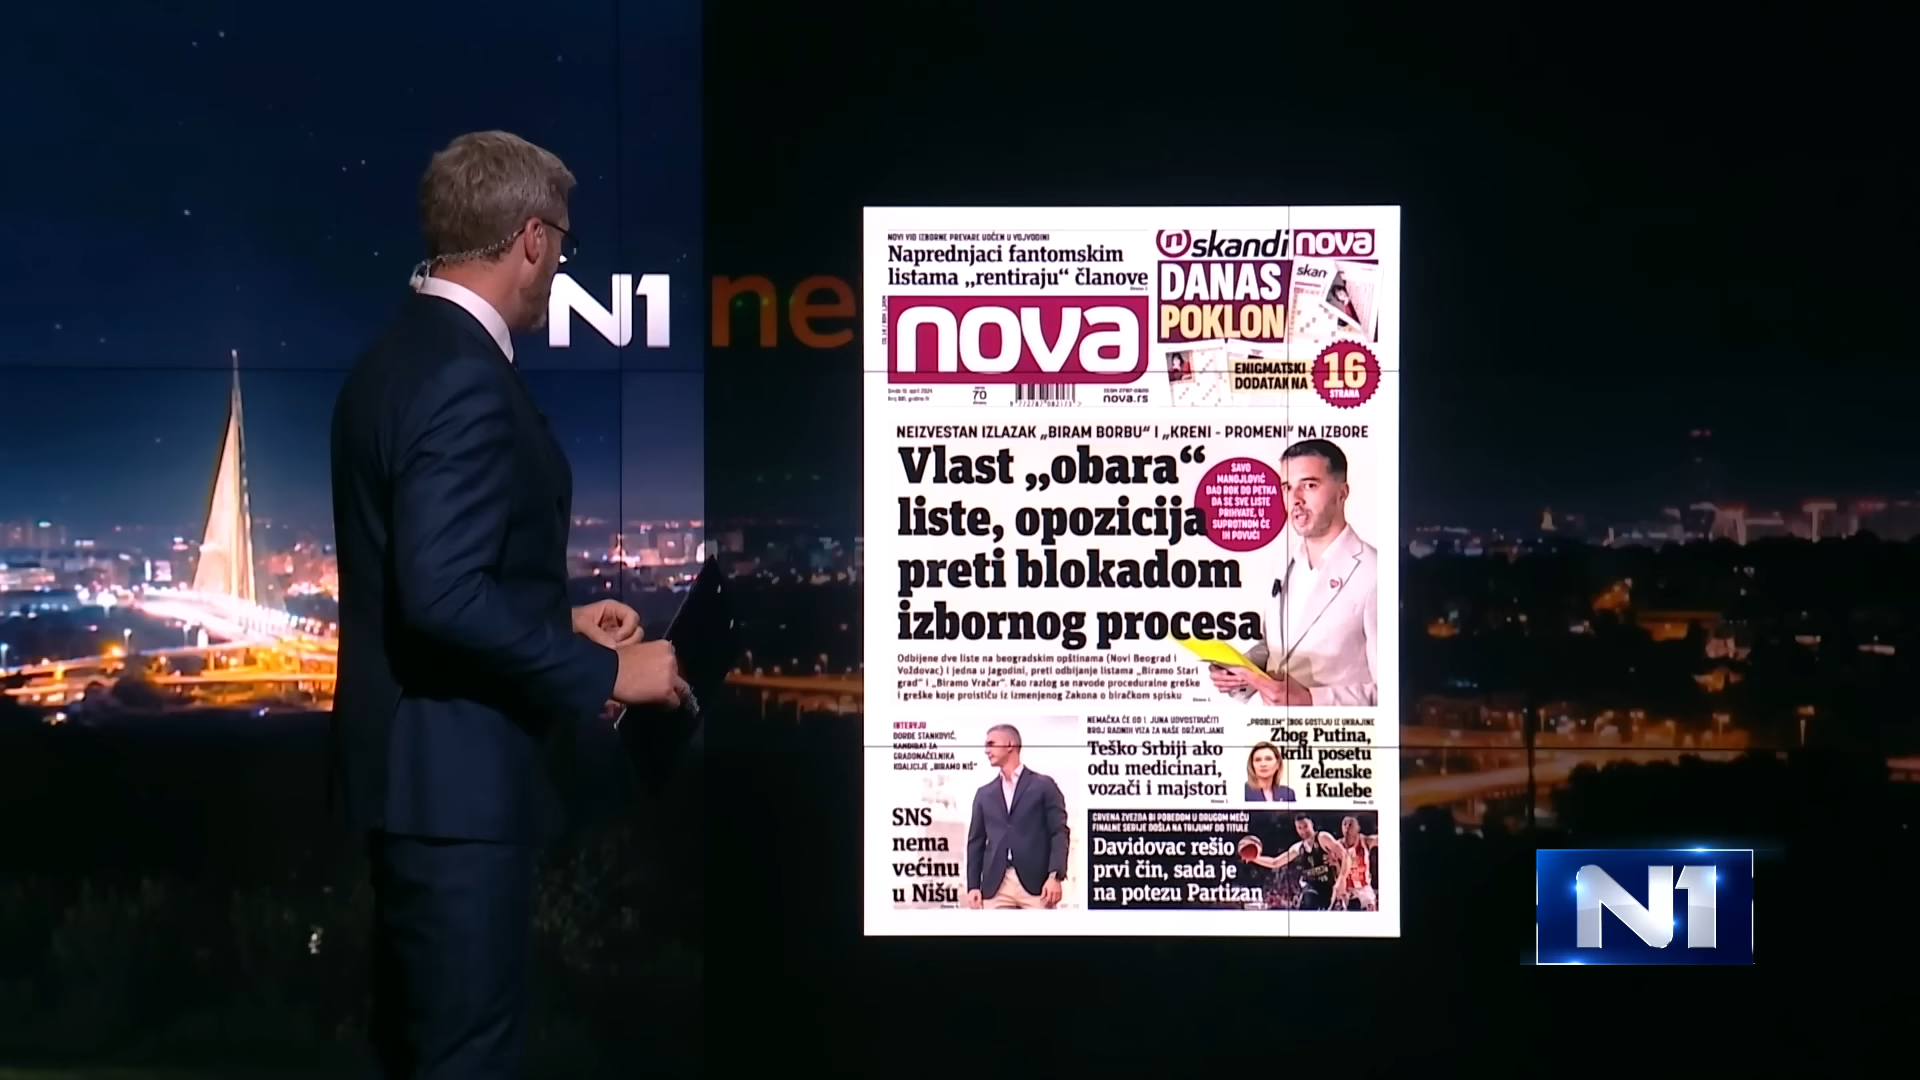 N1
ne
NOVI VID IZBORNE PREVARE UOČEN U VOJVODINI
Naprednjaci fantomskim
listama „rentiraju“ članove
skandi nova
DANAS
POKLON
skan
ENIGMATSKI
DODATAK NA
16
STRANA
nova
70
nova.rs
NEIZVESTAN IZLAZAK „BIRAM BORBU“ I „KRENI - PROMENI“ NA IZBORE
Vlast „obara“
liste, opozicija
preti blokadom
izbornog procesa
SAVO
MANOJLOVIĆ
DAO ROK DO PETKA
DA SE SVE LISTE
PRIHVATE, U
SUPROTNOM ĆE
IH POVUĆI
Odbijene dve liste na beogradskim opštinama (Novi Beograd i
Voždovac) i jedna u Jagodini, preti odbijanje listama „Biramo Stari
grad“ i „Biramo Vračar“. Kao razlog se navode proceduralne greške
i greške koje proističu iz izmenjenog Zakona o biračkom spisku
INTERVJU
ĐORĐE STANKOVIĆ,
KANDIDAT ZA
GRADONAČELNIKA
KOALICIJE „BIRAMO NIŠ“
SNS
nema
većinu
u Nišu
NEMAČKA ĆE OD 1. JUNA UDVOSTRUČITI
BROJ RADNIH VIZA ZA NAŠE DRŽAVLJANE
Teško Srbiji ako
odu medicinari,
vozači i majstori
„PROBLEM“ ZBOG GOSTIJU IZ UKRAJINE
Zbog Putina,
krili posetu
Zelenske
i Kulebe
CRVENA ZVEZDA BI POBEDOM U DRUGOM MEČU
FINALNE SERIJE DOŠLA NA TRIJUMF DO TITULE
Davidovac rešio
prvi čin, sada je
na potezu Partizan
N1